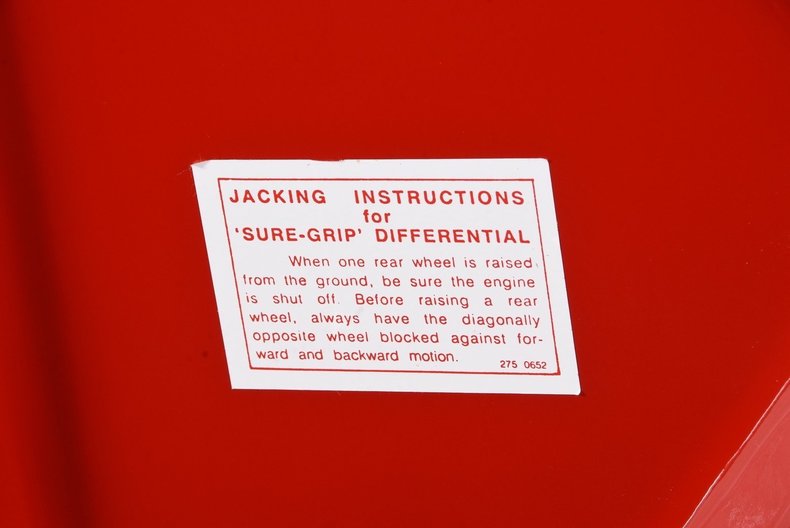 JACKING INSTRUCTIONS
for
'SURE-GRIP' DIFFERENTIAL
When one rear wheel is raised
from the ground, be sure the engine
is shut off. Before raising a rear
wheel, always have the diagonally
opposite wheel blocked against for-
ward and backward motion.
275 0652